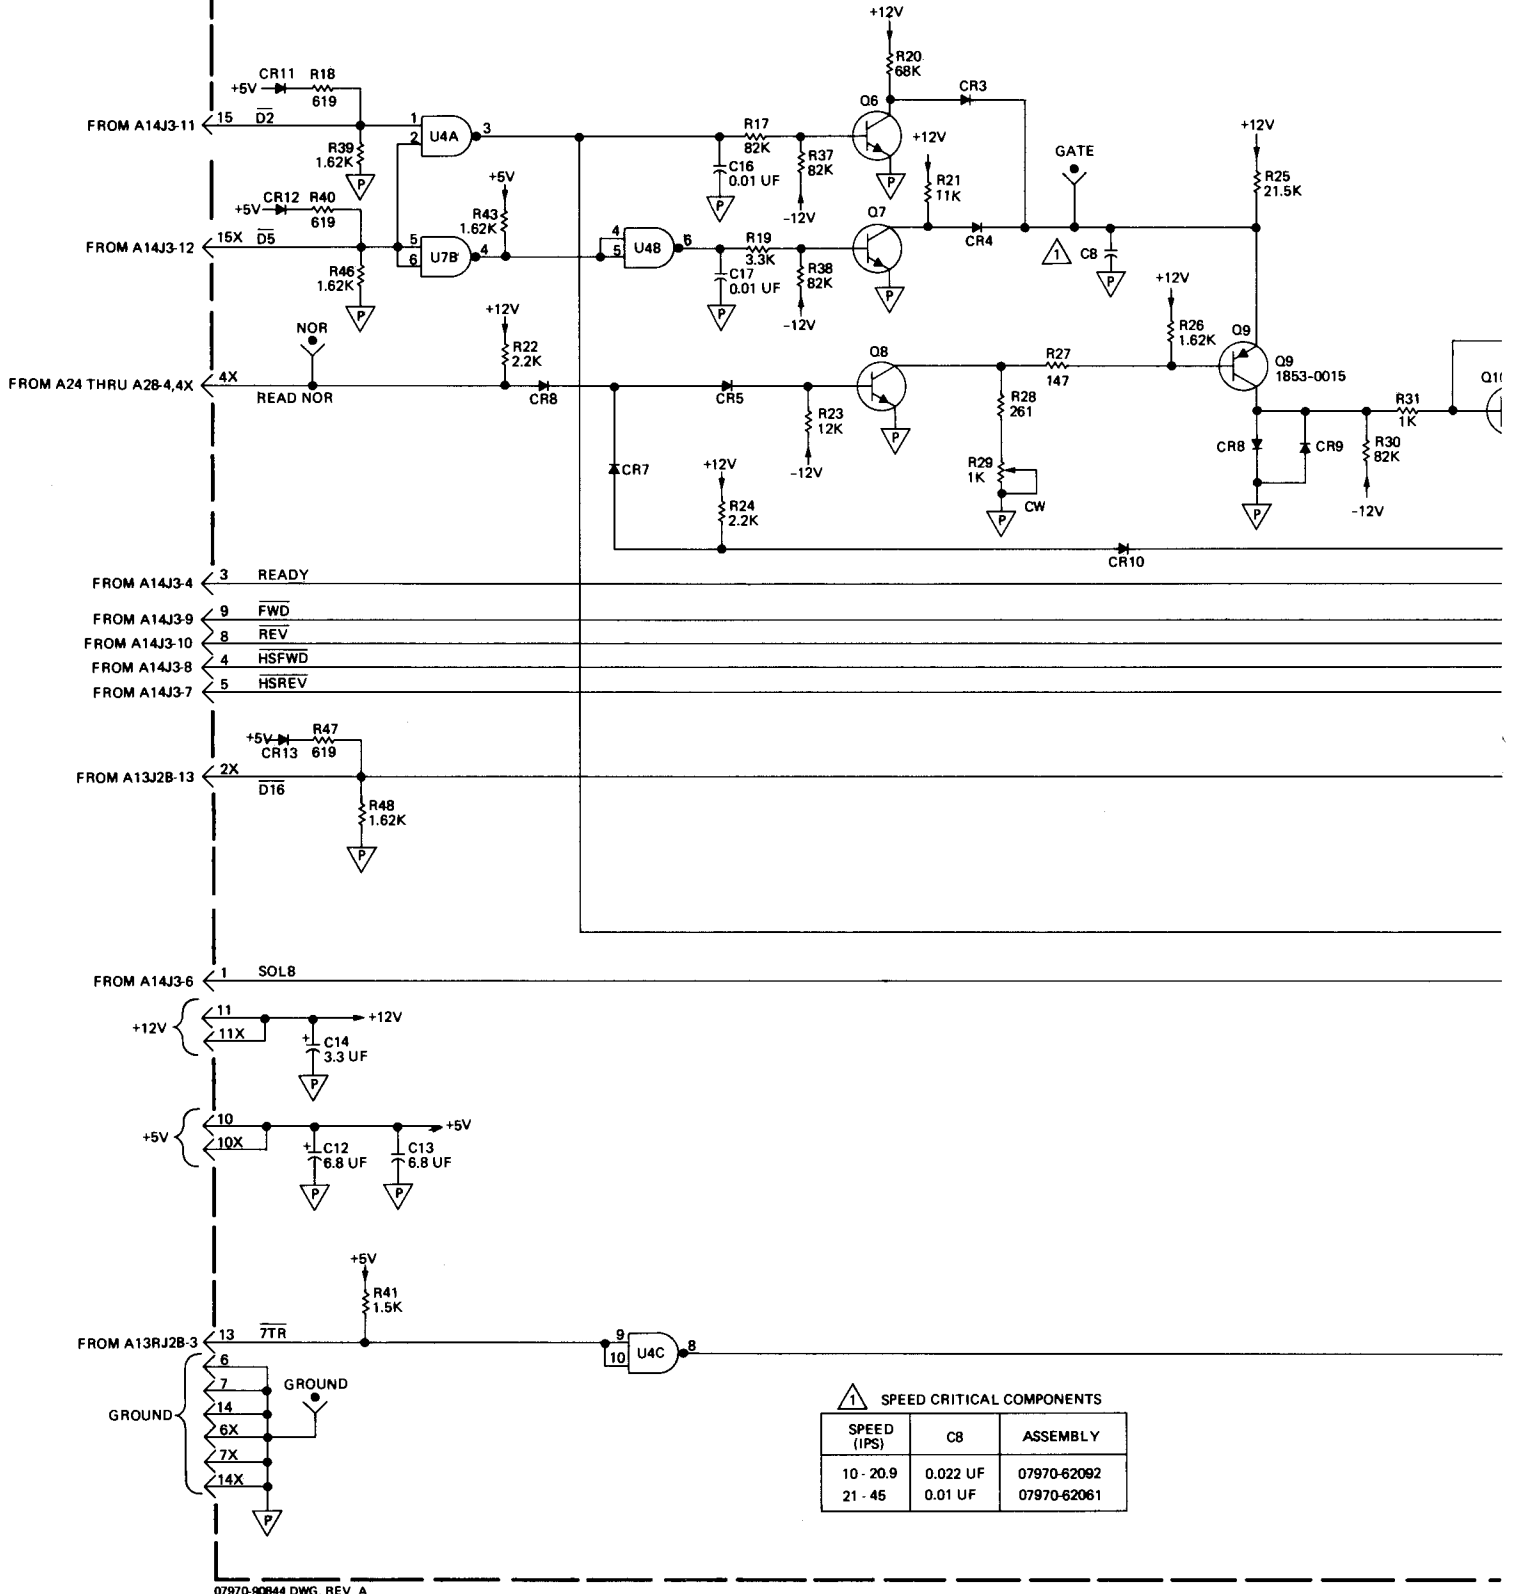 +12V
R20
68K
CR3
Q6
CR11 R18
+5V
619
FROM A14J3-11 15 D2
1
2
U4A
3
R17
82K
+12V
R39
1.62K
P
C16
0.01 UF
P
R37
82K
-12V
P
R21
11K
GATE
+12V
R25
21.5K
CR12 R40
+5V
619
+5V
R43
1.62K
FROM A14J3-12 15X D5
5
6
U7B
4
4
5
U4B
6
R19
3.3K
Q7
CR4
1
C8
P
R46
1.62K
P
C17
0.01 UF
P
R38
82K
-12V
P
NOR
+12V
R22
2.2K
+12V
R26
1.62K
Q9
Q9
1853-0015
FROM A24 THRU A28-4,4X 4X
READ NOR
CR8
CR5
Q8
R27
147
R28
261
R23
12K
-12V
P
Q10
R31
1K
CR8
CR9
R30
82K
-12V
P
CR7
+12V
R24
2.2K
R29
1K
CW
P
CR10
FROM A14J3-4 3 READY
FROM A14J3-9 9 FWD
FROM A14J3-10 8 REV
FROM A14J3-8 4 HSFWD
FROM A14J3-7 5 HSREV
R47
+5V
CR13 619
FROM A13J2B-13 2X
D16
R48
1.62K
P
FROM A14J3-6 1 SOL8
+12V
11
11X
+12V
+
C14
3.3 UF
P
+5V
10
10X
+5V
+
C12
6.8 UF
C13
6.8 UF
P
P
+5V
R41
1.5K
FROM A13RJ2B-3 13 7TR
9
10
U4C
8
GROUND
6
7
14
6X
7X
14X
GROUND
P
1 SPEED CRITICAL COMPONENTS
SPEED (IPS) C8 ASSEMBLY
10 - 20.9 0.022 UF 07970-62092
21 - 45 0.01 UF 07970-62061
07970-90844 DWG REV A